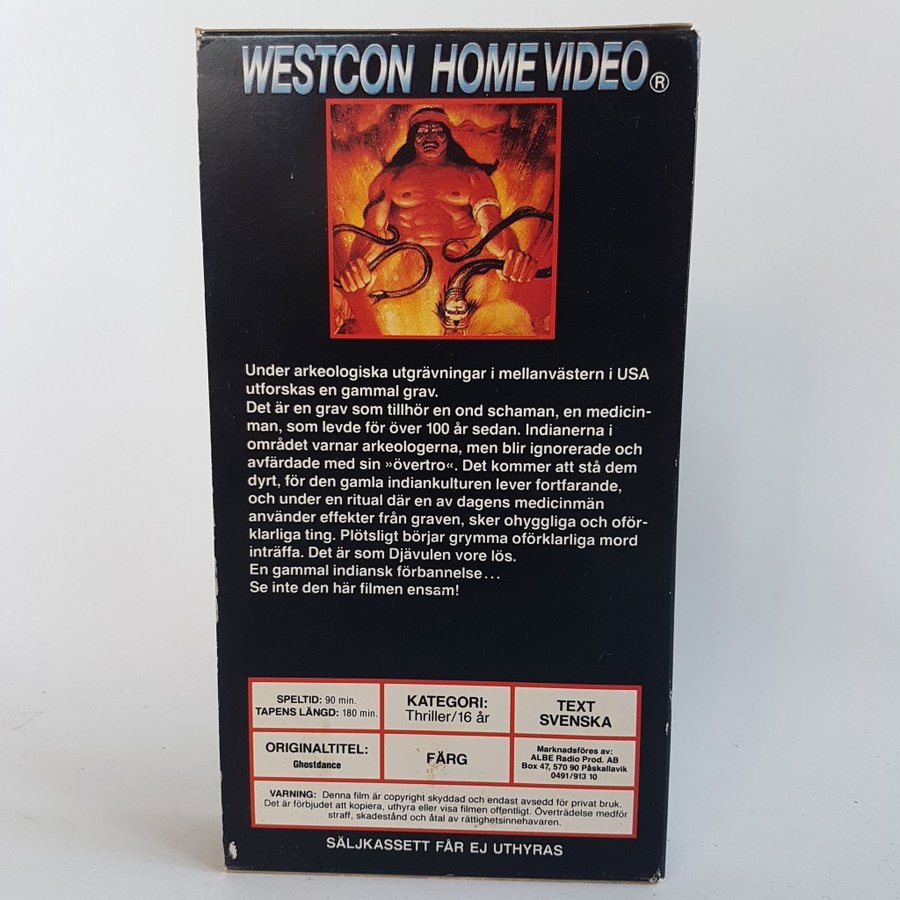 WESTCON HOME VIDEO®
Under arkeologiska utgrävningar i mellanvästern i USA
utforskas en gammal grav.
Det är en grav som tillhör en ond schaman, en medicin-
man, som levde för över 100 år sedan. Indianerna i
området varnar arkeologerna, men blir ignorerade och
avfärdade med sin »övertro«. Det kommer att stå dem
dyrt, för den gamla indiankulturen lever fortfarande,
och under en ritual där en av dagens medicinmän
använder effekter från graven, sker ohyggliga och oför-
klarliga ting. Plötsligt börjar grymma oförklarliga mord
inträffa. Det är som Djävulen vore lös.
En gammal indiansk förbannelse...
Se inte den här filmen ensam!
SPELTID: 90 min.
TAPENS LÄNGD: 180 min.
KATEGORI:
Thriller/16 år
TEXT
SVENSKA
ORIGINALTITEL:
Ghostdance
FÄRG
Marknadsföres av:
ALBE Radio Prod. AB
Box 47, 570 90 Påskallavik
0491/913 10
VARNING: Denna film är copyright skyddad och endast avsedd för privat bruk.
Det är förbjudet att kopiera, uthyra eller visa filmen offentligt. Överträdelse medför
straff, skadestånd och åtal av rättighetsinnehavaren.
SÄLJKASSETT FÅR EJ UTHYRAS